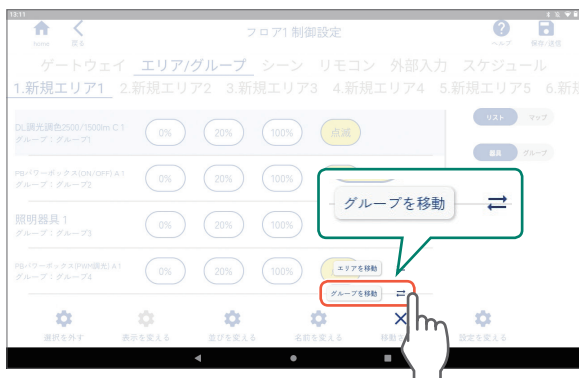 13:11
フロア1 制御設定
home
戻る
ヘルプ
保存/送信
ゲートウェイ エリア/グループ シーン リモコン 外部入力 スケジュール
1.新規エリア1 2.新規エリア2 3.新規エリア3 4.新規エリア4 5.新規エリア5 6.新規
リスト マップ
DL調光調色2500/1500lm C 1
グループ：グループ1
0% 20% 100% 点滅
器具 グループ
PBパワーボックス(ON/OFF) A 1
グループ：グループ2
0% 20% 100%
グループを移動
照明器具 1
グループ：グループ3
0% 20% 100%
PBパワーボックス(PWM調光) A 1
グループ：グループ4
0% 20% 100%
エリアを移動
グループを移動
選択を外す 表示を変える 並びを変える 名前を変える 移動さ 設定を変える